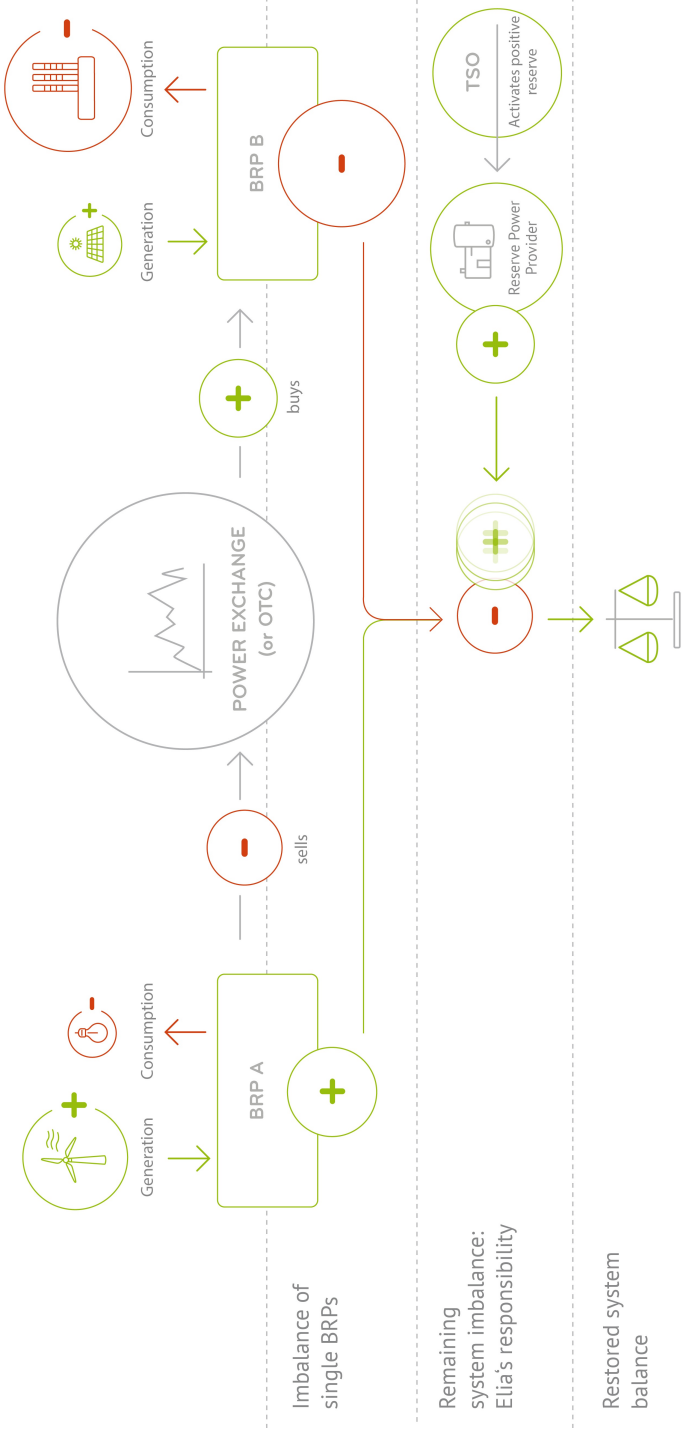 Generation
Consumption
Generation
Consumption
BRP A
sells
POWER EXCHANGE
(or OTC)
buys
BRP B
Imbalance of
single BRPs
Remaining
system imbalance:
Elia‘s responsibility
Reserve Power
Provider
TSO
Activates positive
reserve
Restored system
balance